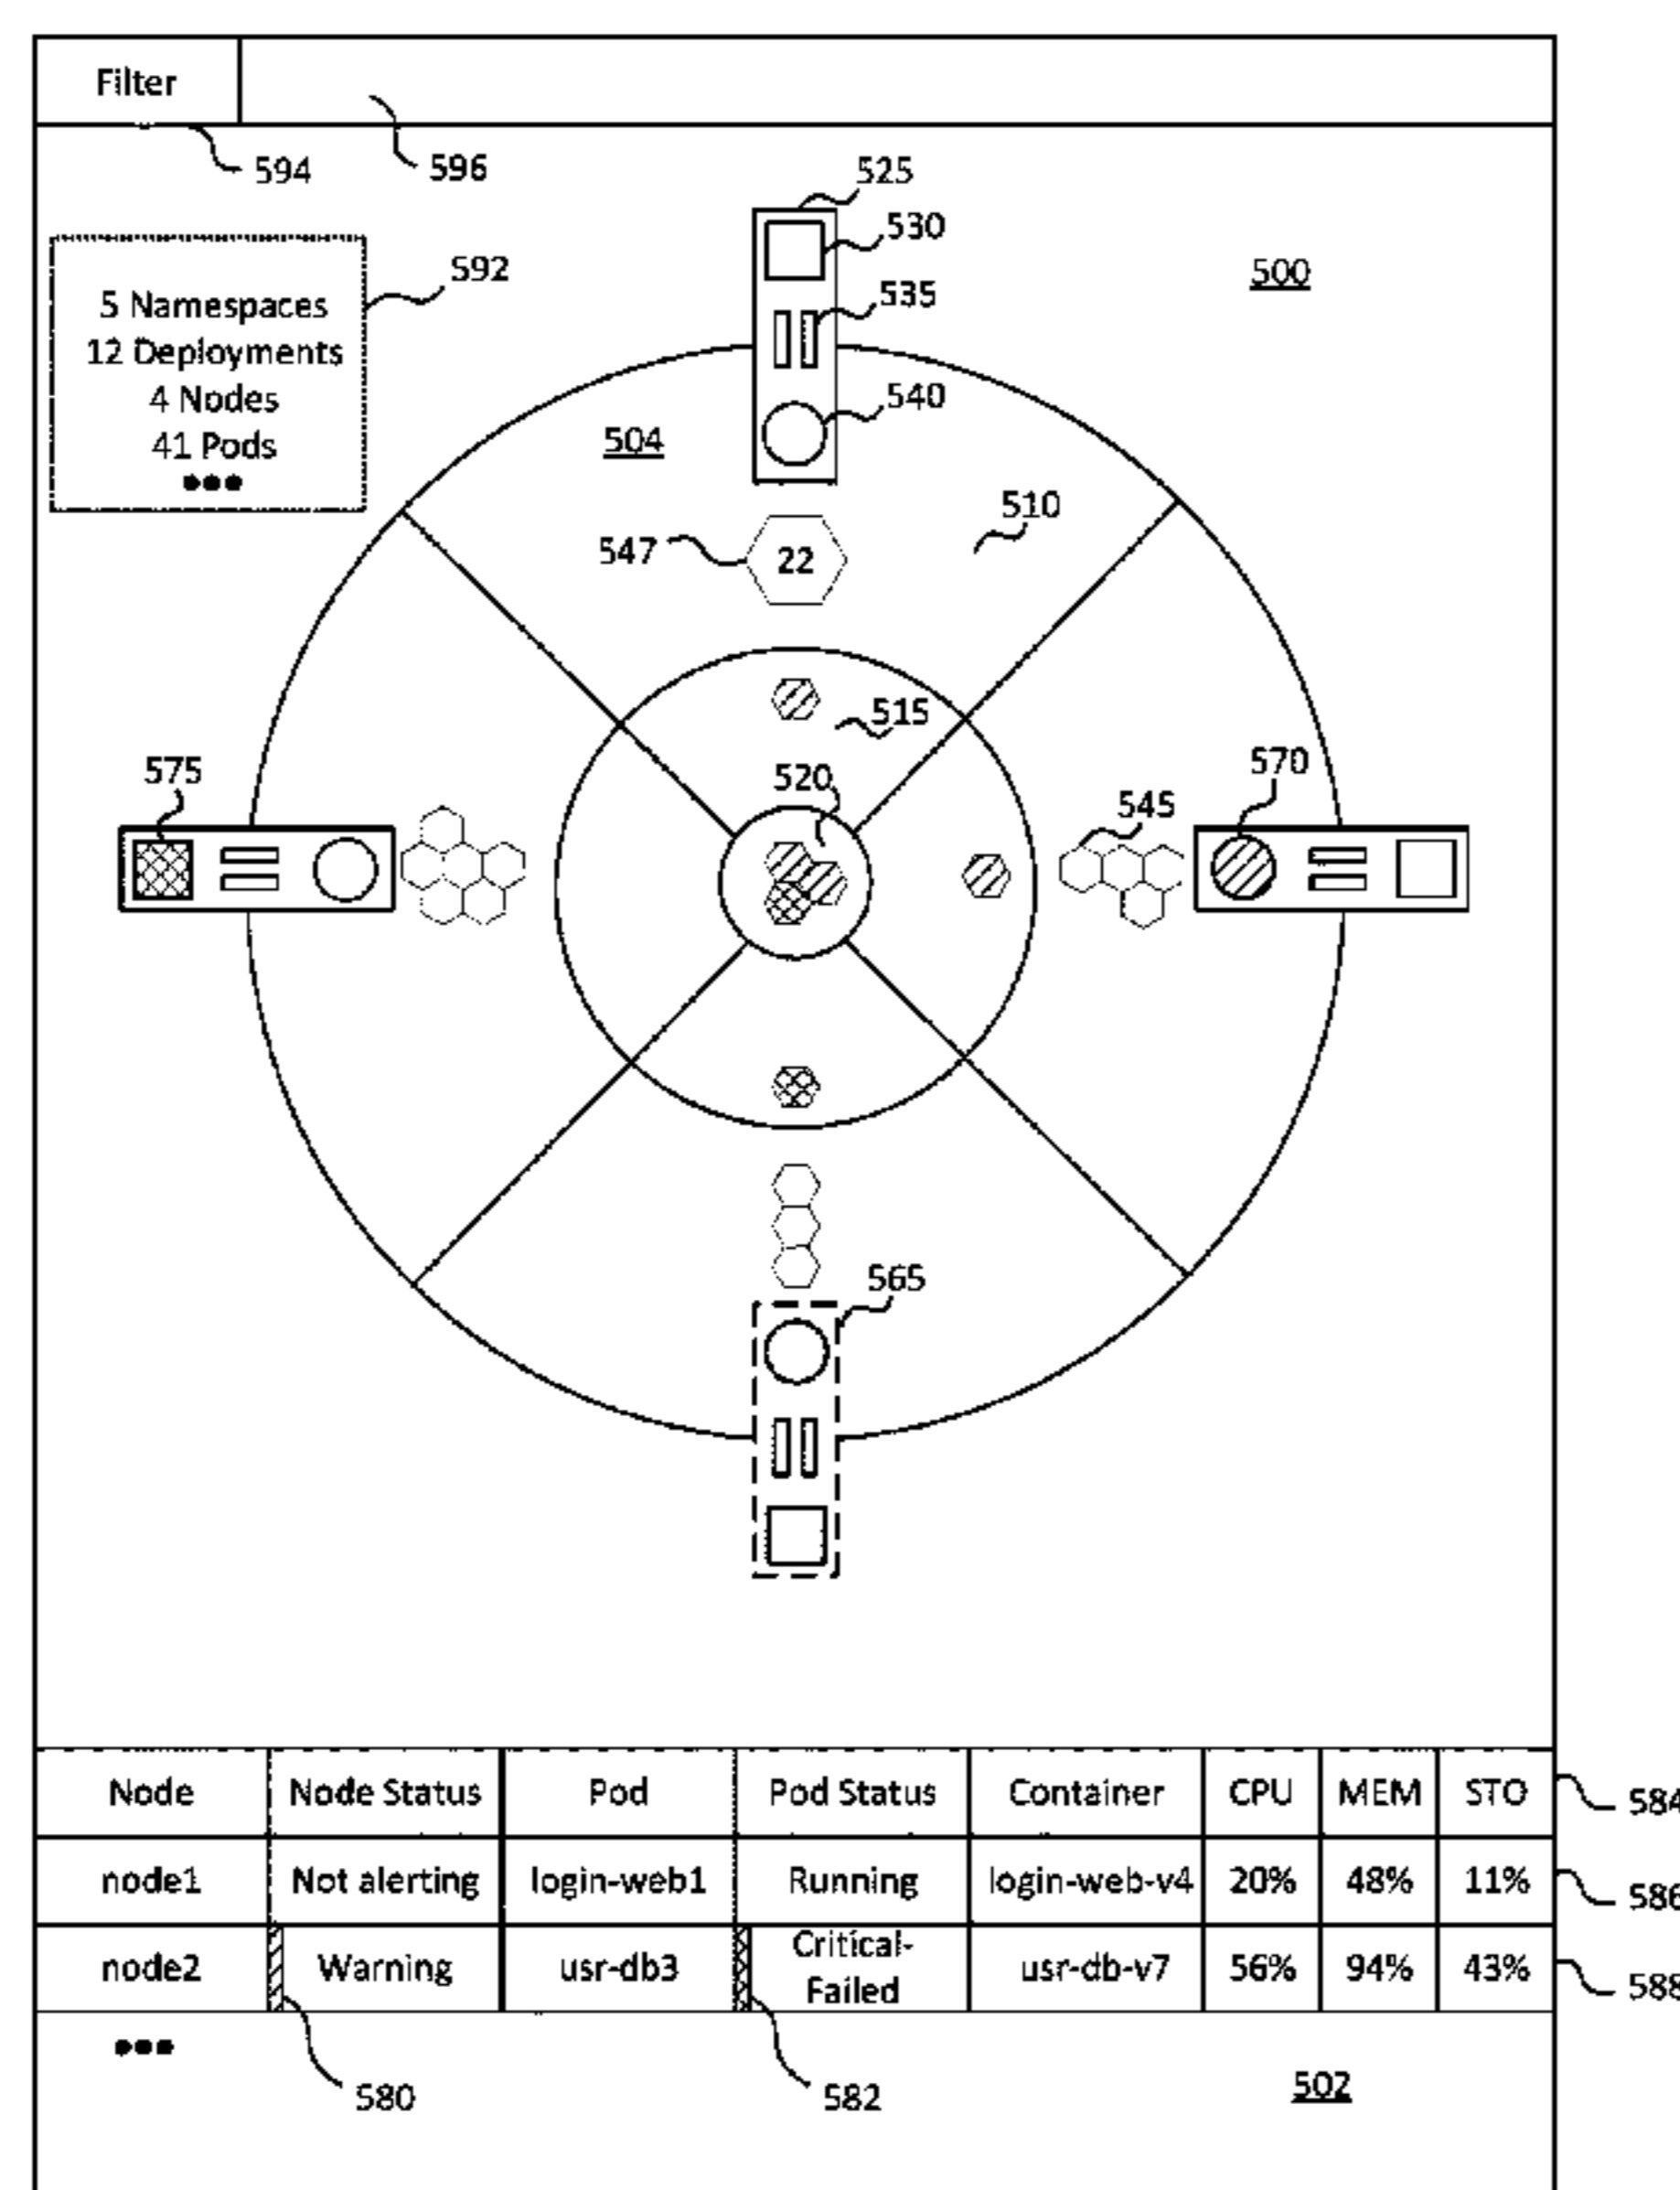 Filter
594
596
525
530
592
500
5 Namespaces
535
12 Deployments
4 Nodes
540
504
41 Pods
●●●
510
547
22
515
575
520
570
545
565
Node Node Status Pod Pod Status Container CPU MEM STO
584
node1 Not alerting login-web1 Running login-web-v4 20% 48% 11%
586
node2 Warning usr-db3 Critical-
Failed usr-db-v7 56% 94% 43%
588
●●●
580
582
502